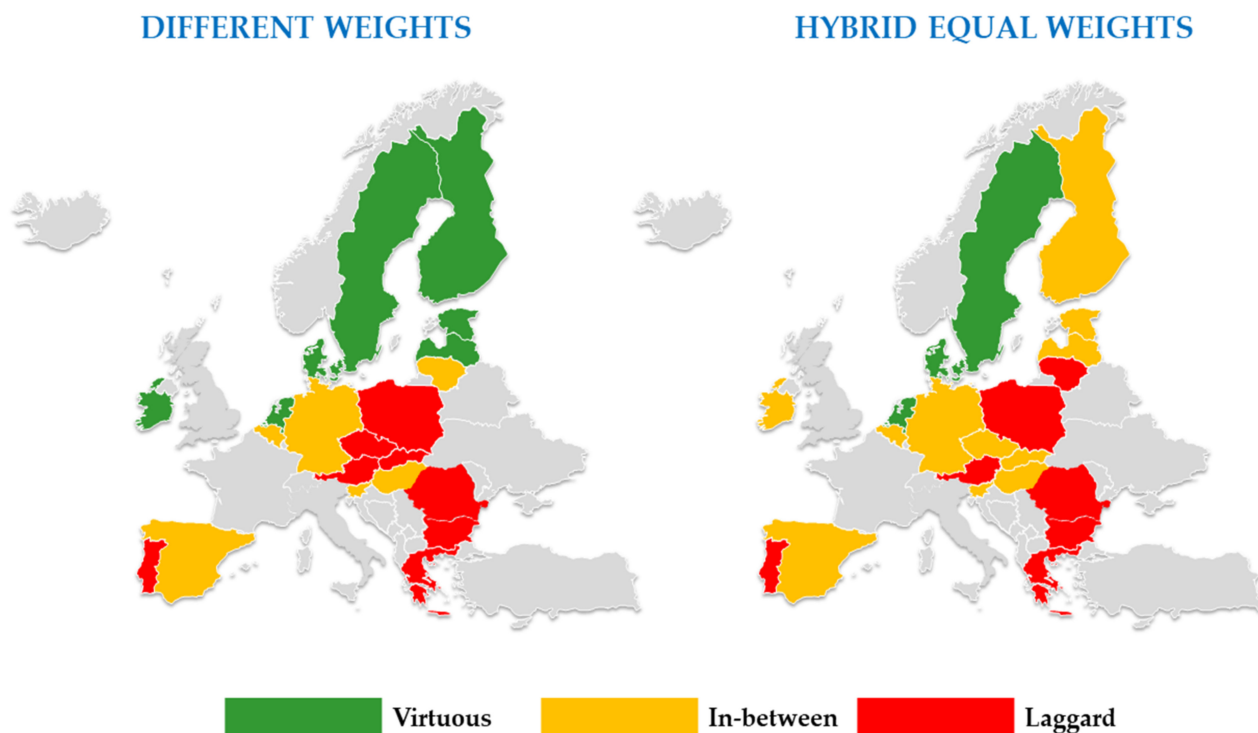 DIFFERENT WEIGHTS
HYBRID EQUAL WEIGHTS
Virtuous
In-between
Laggard